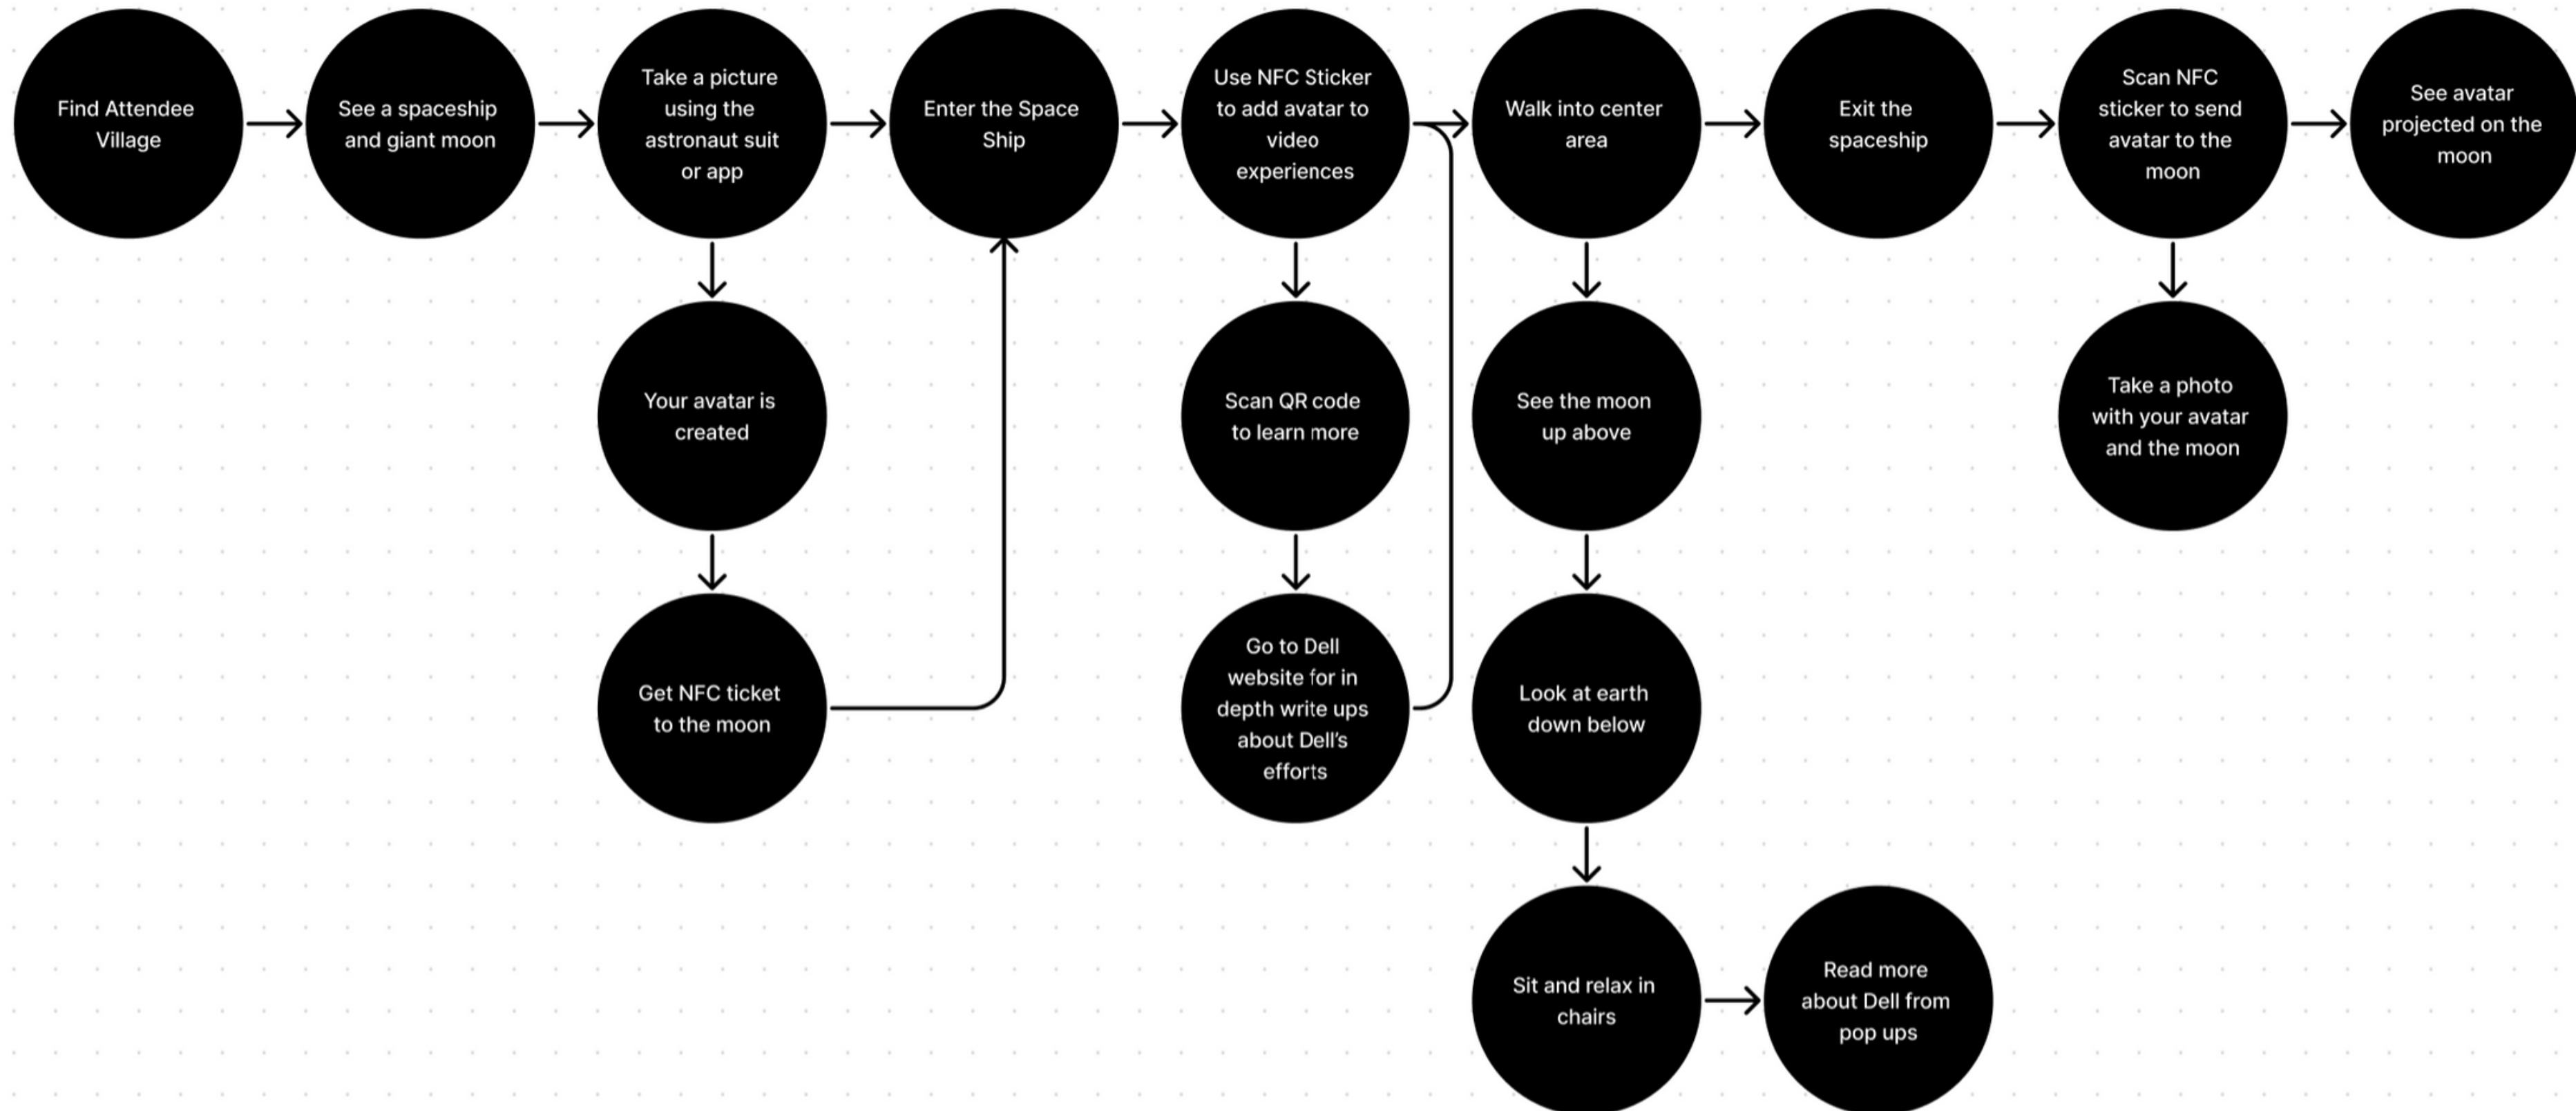 Find Attendee
Village
See a spaceship
and giant moon
Take a picture
using the
astronaut suit
or app
Enter the Space
Ship
Use NFC Sticker
to add avatar to
video
experiences
Walk into center
area
Exit the
spaceship
Scan NFC
sticker to send
avatar to the
moon
See avatar
projected on the
moon
Your avatar is
created
Scan QR code
to learn more
See the moon
up above
Take a photo
with your avatar
and the moon
Get NFC ticket
to the moon
Go to Dell
website for in
depth write ups
about Dell’s
efforts
Look at earth
down below
Sit and relax in
chairs
Read more
about Dell from
pop ups